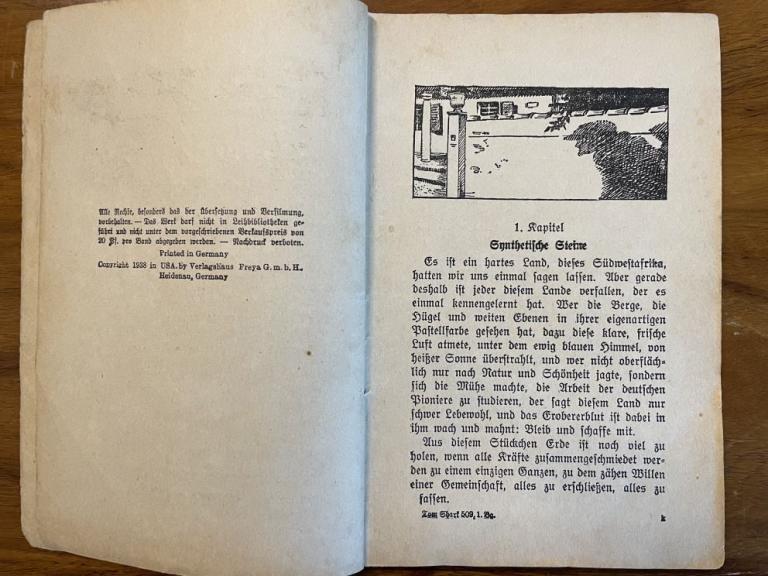 Alle Rechte, besonders das der Übersetzung und Verfilmung,
vorbehalten. — Das Werk darf nicht in Leihbibliotheken ge-
führt und nicht unter dem vorgeschriebenen Verkaufspreis von
20 Pf. pro Band abgegeben werden. — Nachdruck verboten.
Printed in Germany
Copyright 1938 in USA. by Verlagshaus Freya G. m. b. H.,
Heidenau, Germany
1. Kapitel
Synthetische Steine
Es ist ein hartes Land, dieses Südwestafrika,
hatten wir uns einmal sagen lassen. Aber gerade
deshalb ist jeder diesem Lande verfallen, der es
einmal kennengelernt hat. Wer die Berge, die
Hügel und weiten Ebenen in ihrer eigenartigen
Pastellfarbe gesehen hat, dazu diese klare, frische
Luft atmete, unter dem ewig blauen Himmel, von
heißer Sonne überstrahlt, und wer nicht oberfläch-
lich nur nach Natur und Schönheit jagte, sondern
sich die Mühe machte, die Arbeit der deutschen
Pioniere zu studieren, der sagt diesem Land nur
schwer Lebewohl, und das Erobererblut ist dabei in
ihm wach und mahnt: Bleib und schaffe mit.
Aus diesem Stückchen Erde ist noch viel zu
holen, wenn alle Kräfte zusammengeschmiedet wer-
den zu einem einzigen Ganzen, zu dem zähen Willen
einer Gemeinschaft, alles zu erschließen, alles zu
fassen.
Tom Shark 509, 1. Bg. k